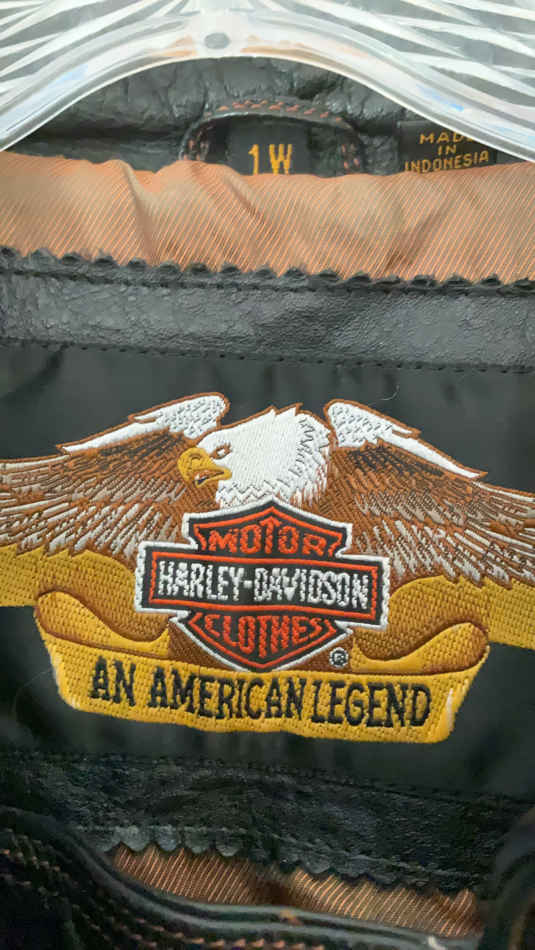 1W
MADE
IN
INDONESIA
MOTOR
HARLEY-DAVIDSON
CLOTHES
®
AN AMERICAN LEGEND